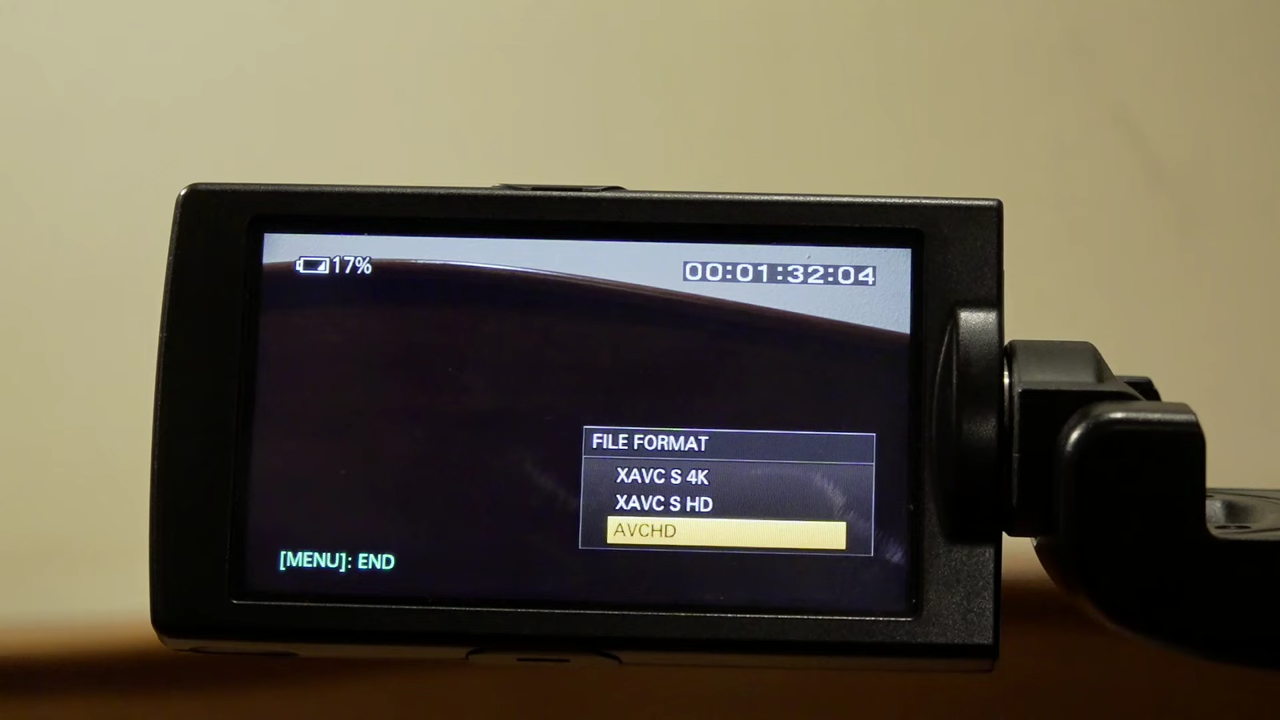 17%
00:01:32:04
FILE FORMAT
XAVC S 4K
XAVC S HD
AVCHD
[MENU]: END